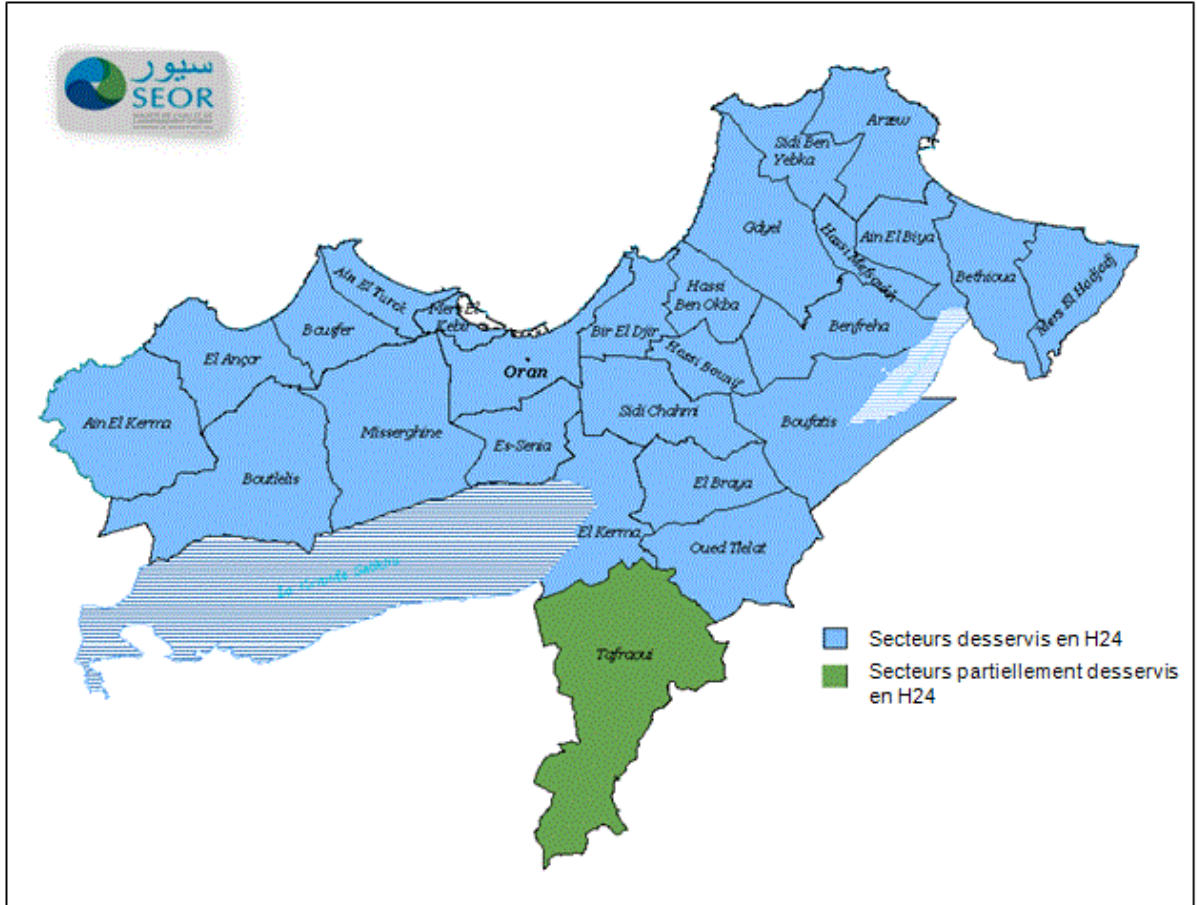 سيور
SEOR
Arzew
Sidi Ben
Yebka
Gdyel
Hassi Mefsoukh
Ain El Biya
Bethioua
Mers El Hadjadj
Ain El Turck
Mers El
Kebir
Bousfer
Hassi
Ben Okba
Bir El Djir
Benfreha
El Ançor
Hassi Bounif
Oran
Sidi Chahmi
Boufatis
Ain El Kerma
Misserghine
Es-Senia
Boutlelis
El Braya
El Kerma
Oued Tlelat
La Grande Sebkha
Tafraoui
Secteurs desservis en H24
Secteurs partiellement desservis
en H24